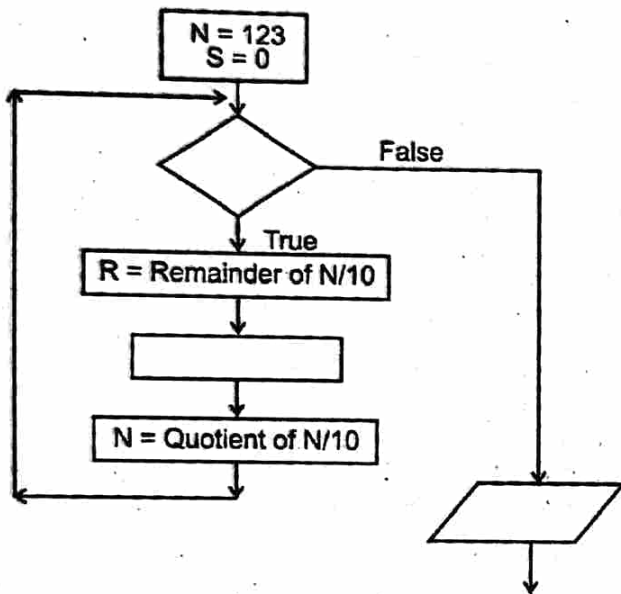 N = 123
S = 0
False
True
R = Remainder of N/10
N = Quotient of N/10